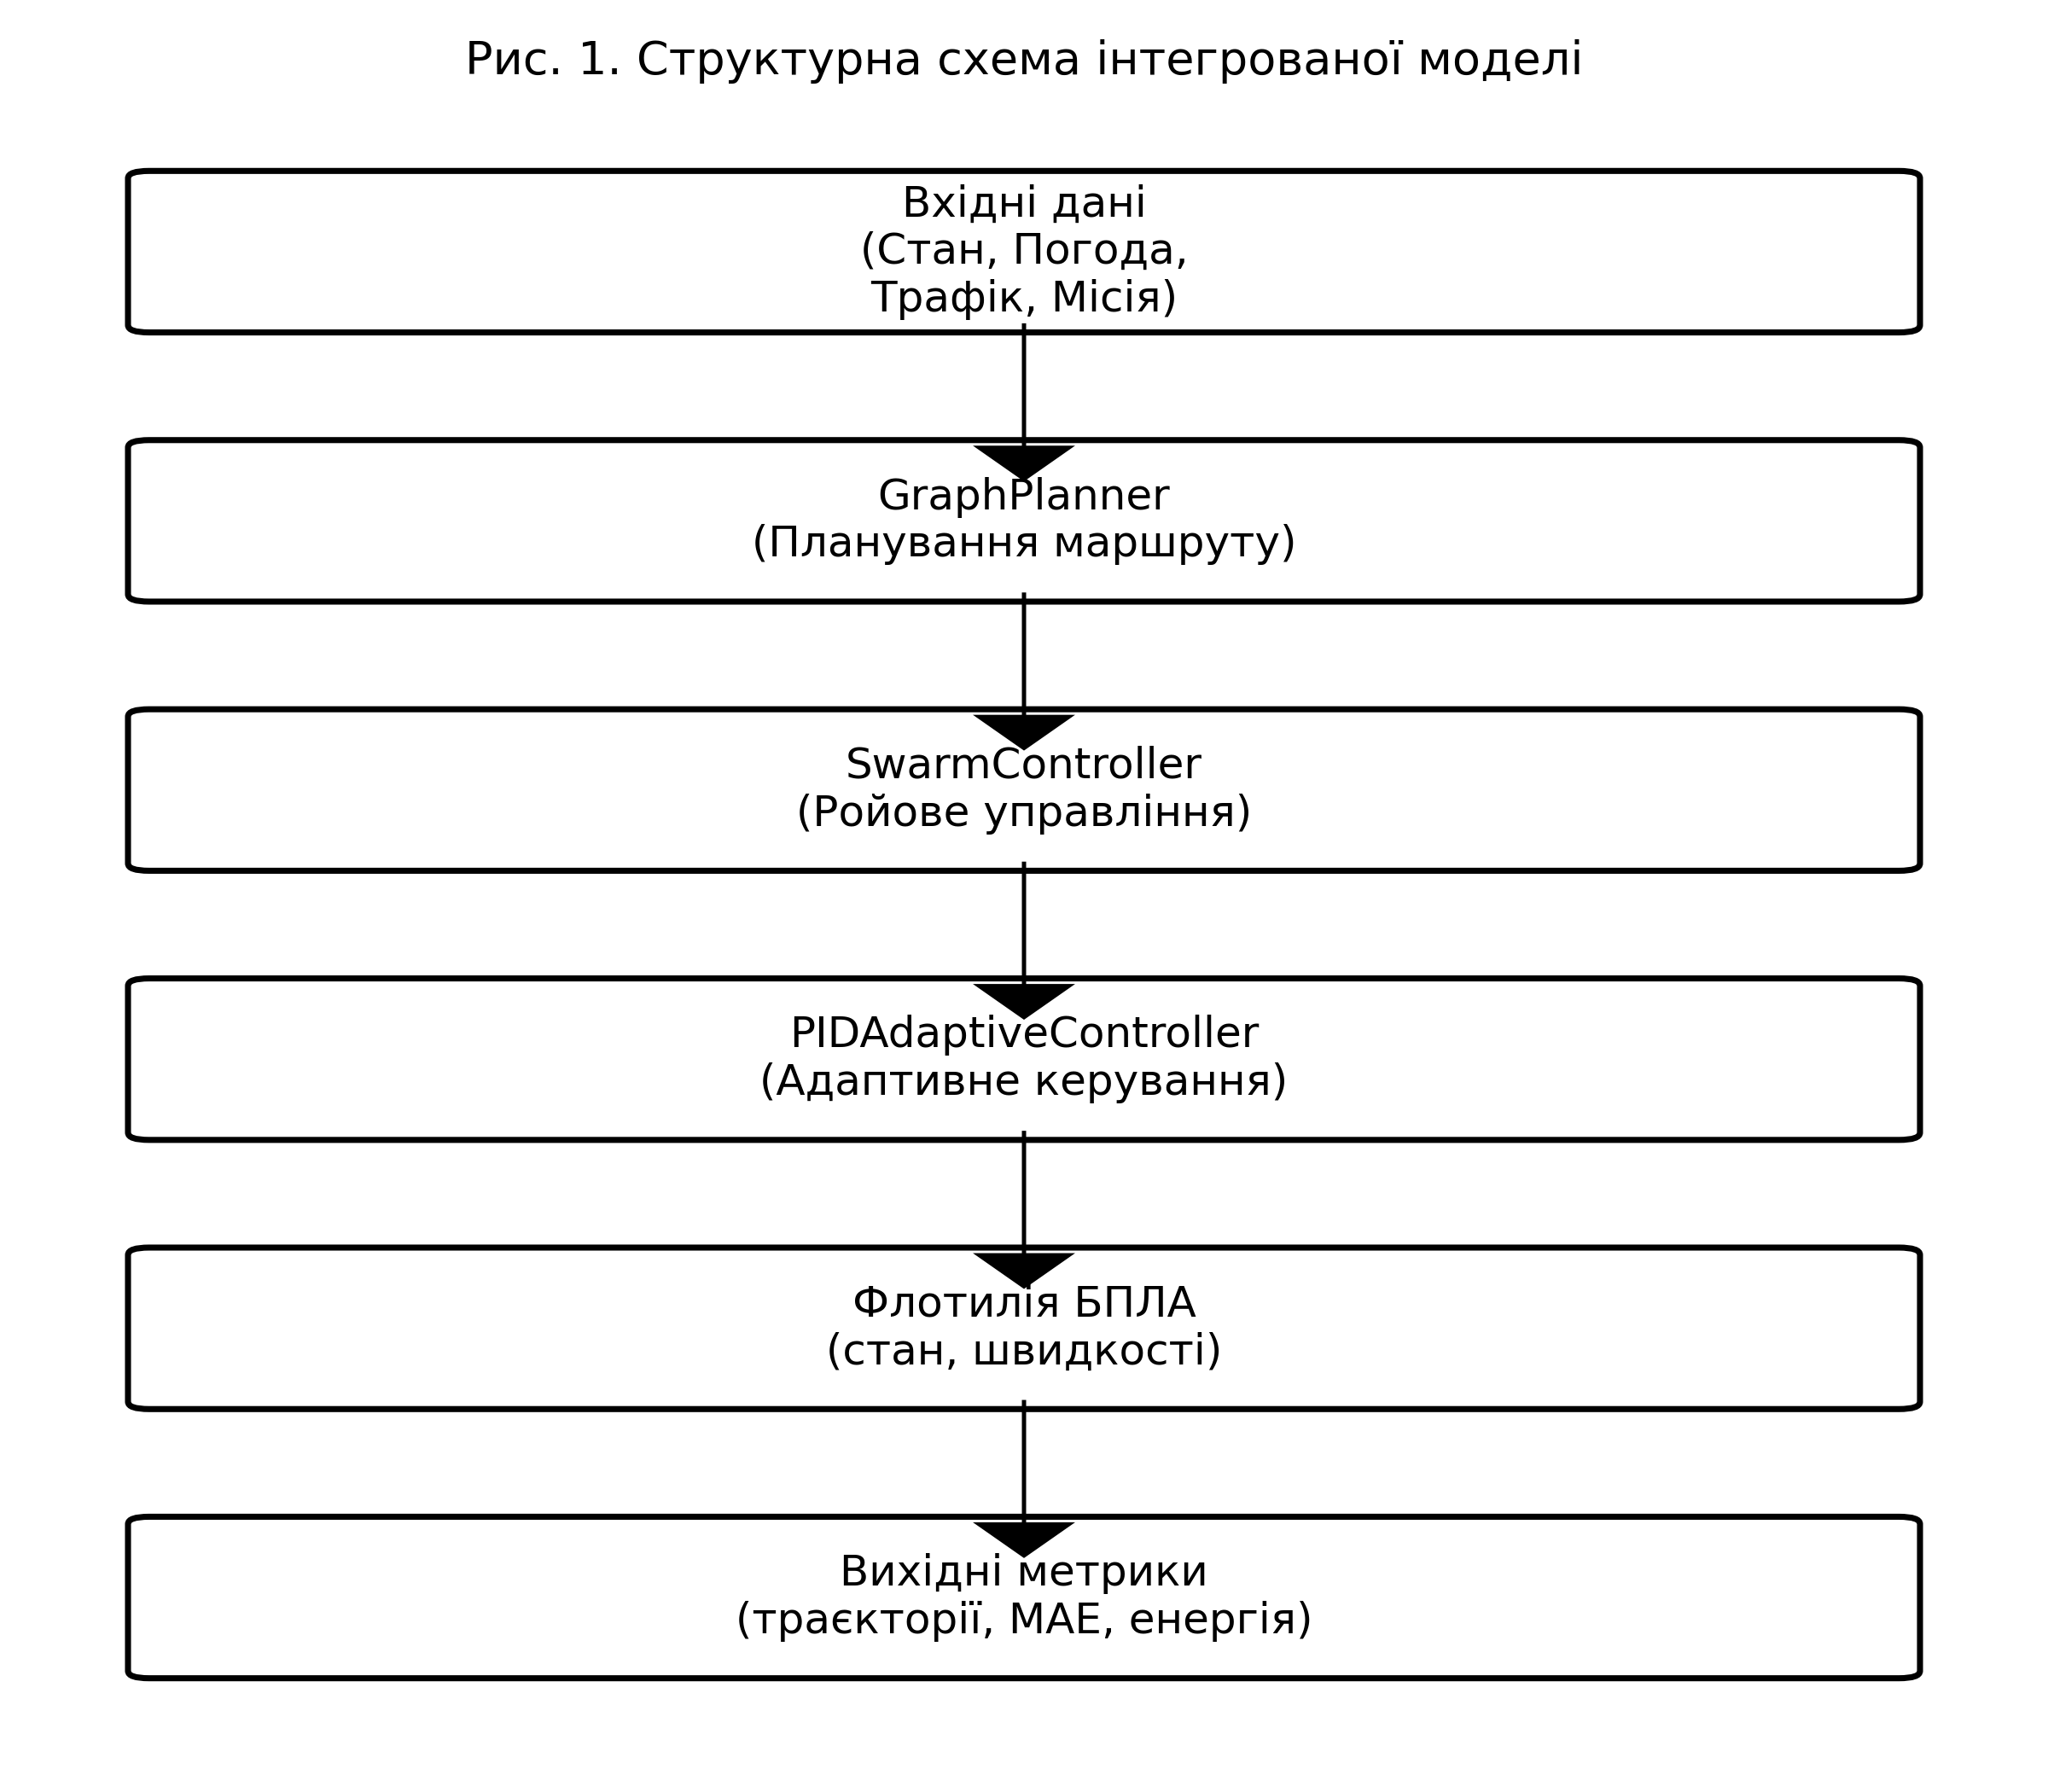 Рис. 1. Структурна схема інтегрованої моделі
Вхідні дані
(Стан, Погода,
Трафік, Місія)
GraphPlanner
(Планування маршруту)
SwarmController
(Ройове управління)
PIDAdaptiveController
(Адаптивне керування)
Флотилія БПЛА
(стан, швидкості)
Вихідні метрики
(траєкторії, MAE, енергія)